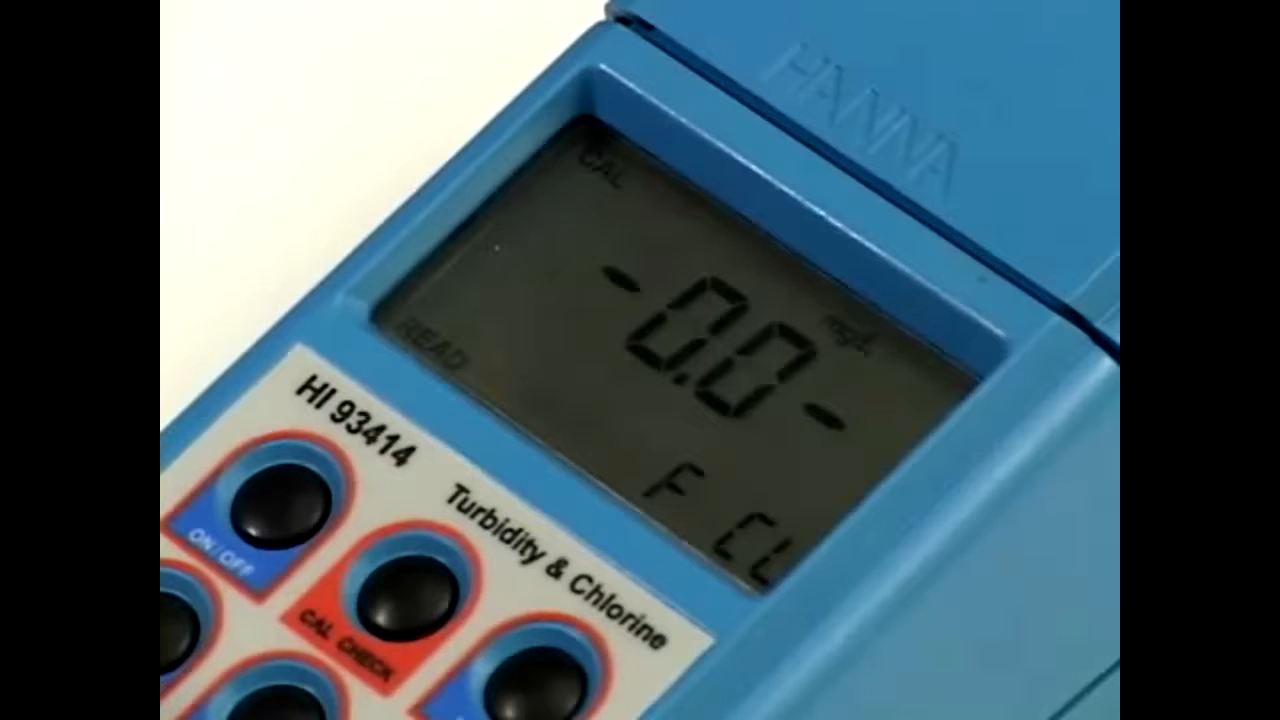 HANNA
CAL
-0.0-
mg/L
READ
F CL
HI 93414
Turbidity & Chlorine
ON/OFF
CAL CHECK